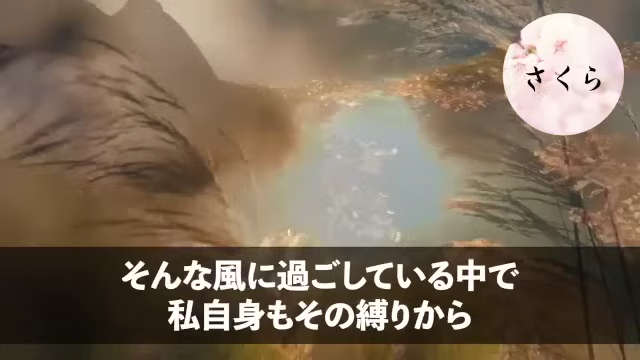 さくら
そんな風に過ごしている中で
私自身もその縛りから